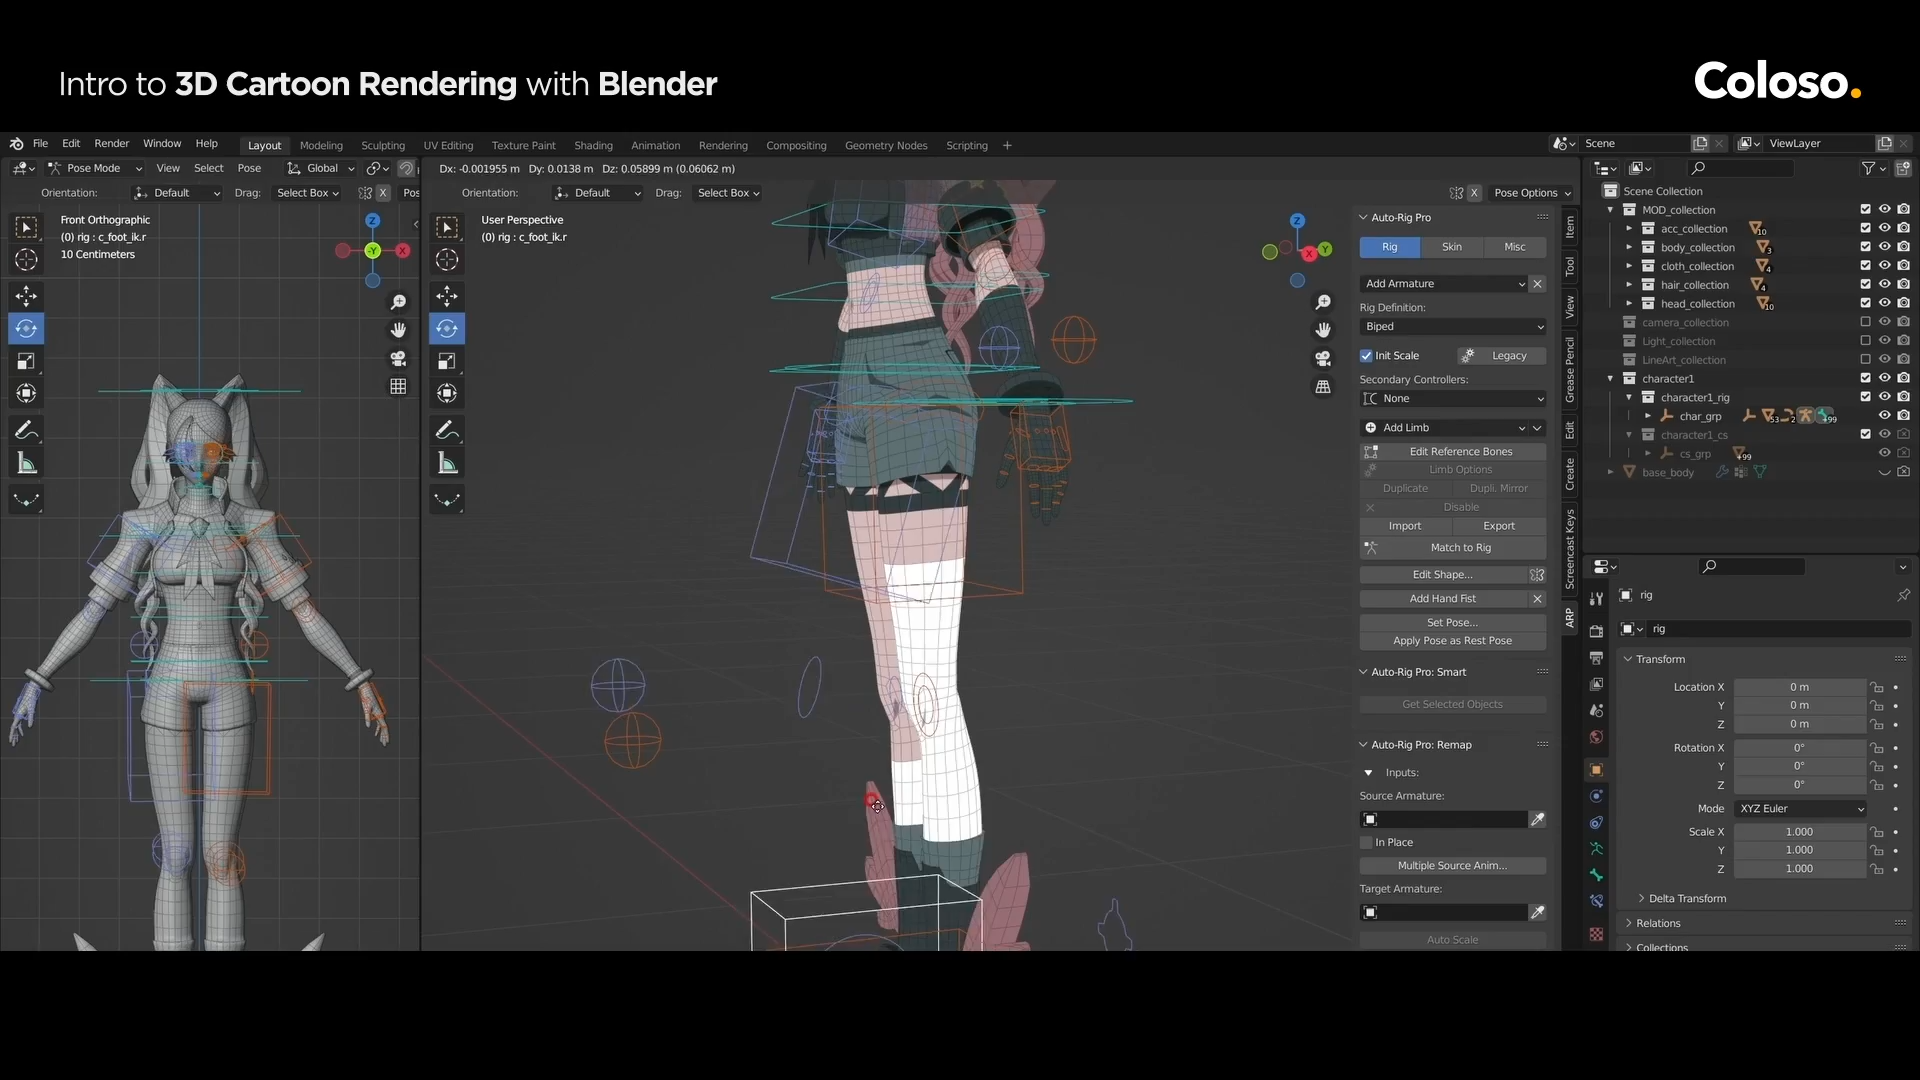 Intro to 3D Cartoon Rendering with Blender
Coloso.
File Edit Render Window Help
Layout Modeling Sculpting UV Editing Texture Paint Shading Animation Rendering Compositing Geometry Nodes Scripting +
Scene
ViewLayer
Pose Mode View Select Pose Global
Dx: -0.001955 m Dy: 0.0138 m Dz: 0.05899 m (0.06062 m)
Orientation: Default Drag: Select Box X Pos
Orientation: Default Drag: Select Box X Pose Options
Front Orthographic
(0) rig : c_foot_ik.r
10 Centimeters
Z
-Y
X
User Perspective
(0) rig : c_foot_ik.r
Z
X
Y
Auto-Rig Pro
Rig Skin Misc
Add Armature
Rig Definition:
Biped
Init Scale Legacy
Secondary Controllers:
None
Add Limb
Edit Reference Bones
Limb Options
Duplicate Dupli. Mirror
Disable
Import Export
Match to Rig
Edit Shape...
Add Hand Fist
Set Pose...
Apply Pose as Rest Pose
Auto-Rig Pro: Smart
Get Selected Objects
Auto-Rig Pro: Remap
Inputs:
Source Armature:
In Place
Multiple Source Anim...
Target Armature:
Auto Scale
Item
Tool
View
Grease Pencil
Edit
Create
Screencast Keys
ARP
Scene Collection
MOD_collection
acc_collection 10
body_collection 3
cloth_collection 4
hair_collection 4
head_collection 10
camera_collection
Light_collection
LineArt_collection
character1
character1_rig
char_grp 53 2 +99
character1_cs
cs_grp +99
base_body
rig
rig
Transform
Location X 0 m
Y 0 m
Z 0 m
Rotation X 0°
Y 0°
Z 0°
Mode XYZ Euler
Scale X 1.000
Y 1.000
Z 1.000
Delta Transform
Relations
Collections